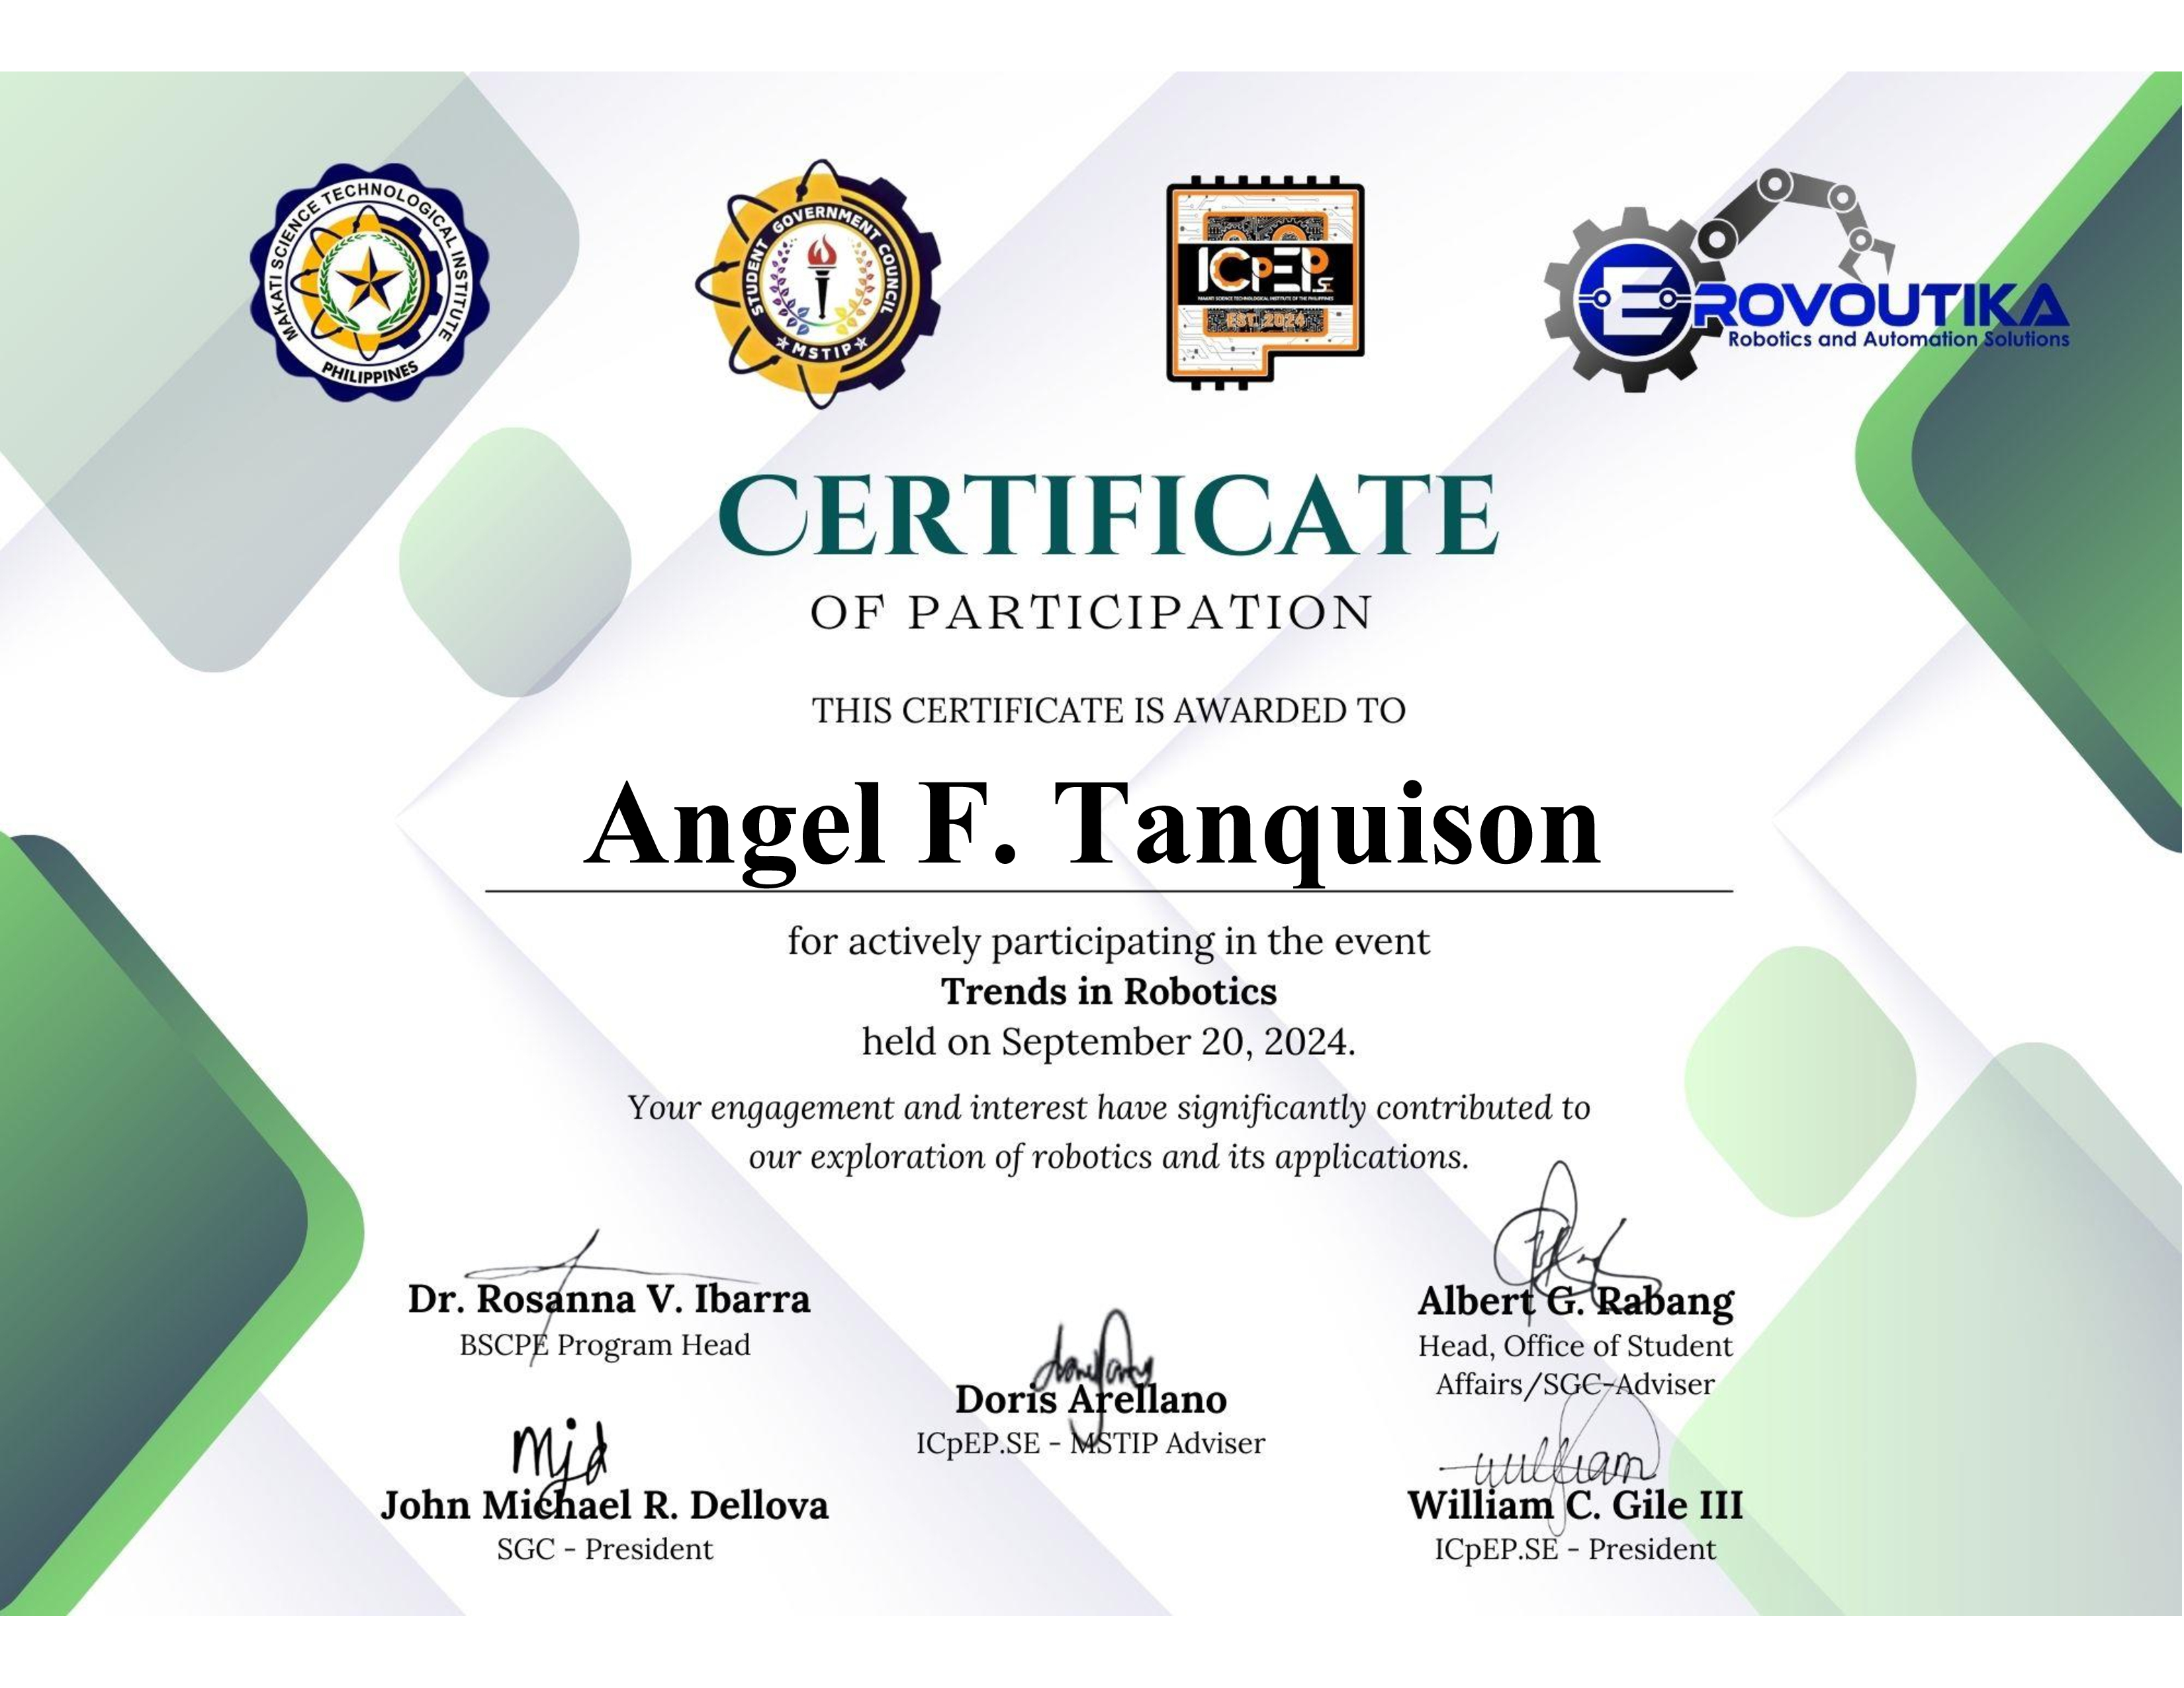 MAKATI SCIENCE TECHNOLOGICAL INSTITUTE
PHILIPPINES
STUDENT GOVERNMENT COUNCIL
MSTIP
ICpEP.SE
MAKATI SCIENCE TECHNOLOGICAL INSTITUTE OF THE PHILIPPINES
EST. 2024
EROVOUTIKA
Robotics and Automation Solutions
CERTIFICATE
OF PARTICIPATION
THIS CERTIFICATE IS AWARDED TO
Angel F. Tanquison
for actively participating in the event
Trends in Robotics
held on September 20, 2024.
Your engagement and interest have significantly contributed to
our exploration of robotics and its applications.
Dr. Rosanna V. Ibarra
BSCPE Program Head
Albert G. Rabang
Head, Office of Student
Affairs/SGC-Adviser
Doris Arellano
ICpEP.SE - MSTIP Adviser
mjd
John Michael R. Dellova
SGC - President
william
William C. Gile III
ICpEP.SE - President